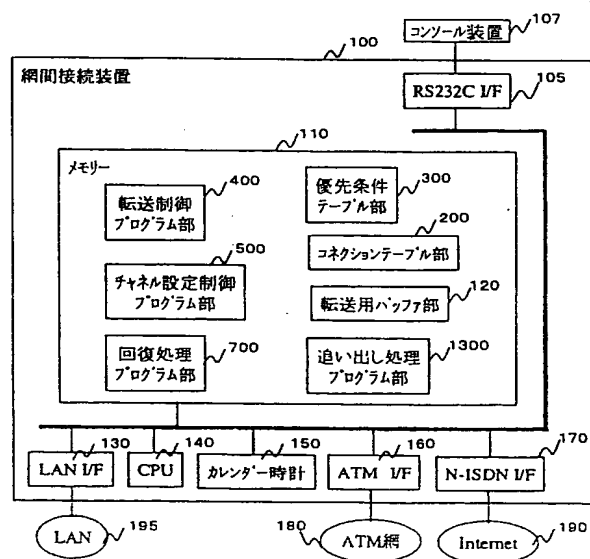 107
コンソール装置
100
網間接続装置
105
RS232C I/F
110
メモリー
400
転送制御
プログラム部
300
優先条件
テーブル部
200
コネクションテーブル部
500
チャネル設定制御
プログラム部
120
転送用バッファ部
700
回復処理
プログラム部
1300
追い出し処理
プログラム部
130
LAN I/F
140
CPU
150
カレンダー時計
160
ATM I/F
170
N-ISDN I/F
LAN
195
180
ATM網
Internet
190